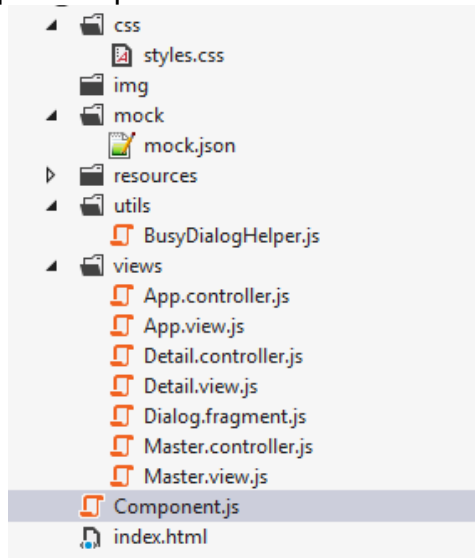 css
styles.css
img
mock
mock.json
resources
utils
BusyDialogHelper.js
views
App.controller.js
App.view.js
Detail.controller.js
Detail.view.js
Dialog.fragment.js
Master.controller.js
Master.view.js
Component.js
index.html